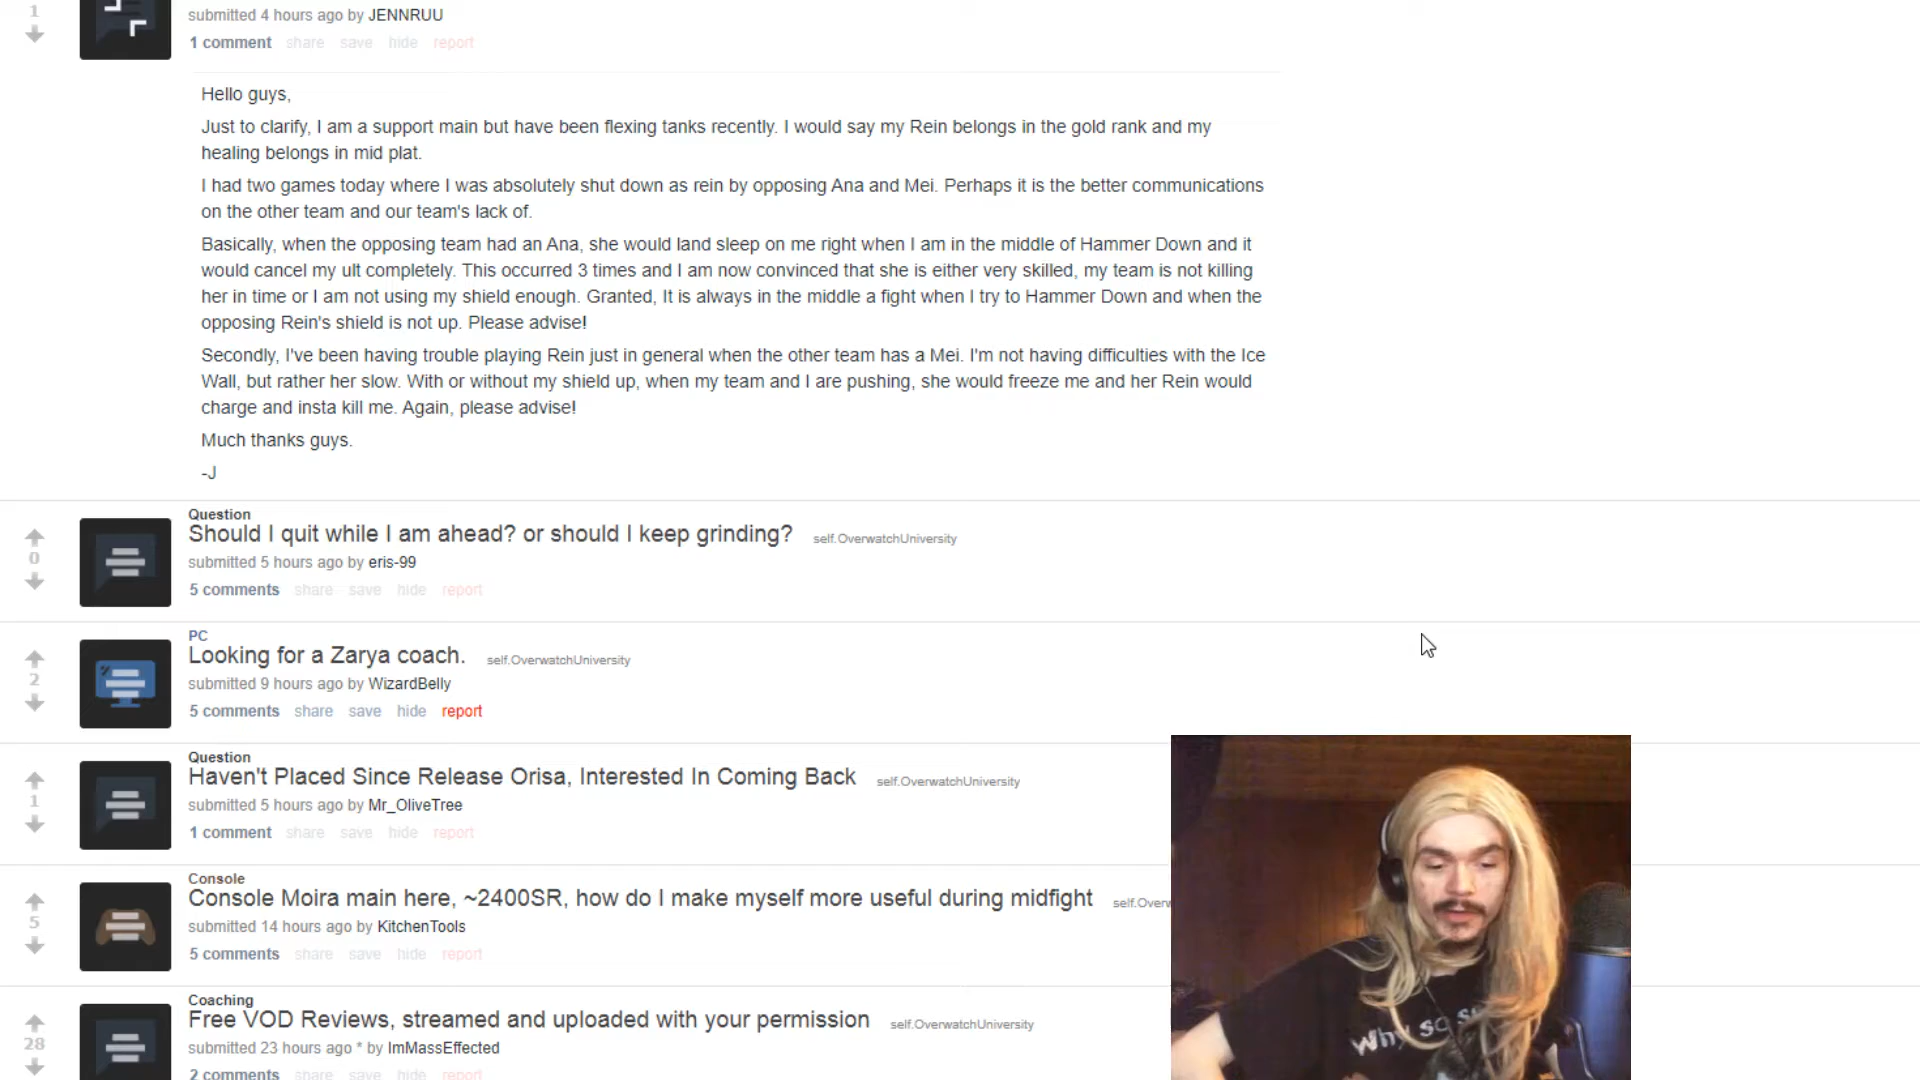 1
submitted 4 hours ago by JENNRUU
1 comment share save hide report
Hello guys,
Just to clarify, I am a support main but have been flexing tanks recently. I would say my Rein belongs in the gold rank and my
healing belongs in mid plat.
I had two games today where I was absolutely shut down as rein by opposing Ana and Mei. Perhaps it is the better communications
on the other team and our team's lack of.
Basically, when the opposing team had an Ana, she would land sleep on me right when I am in the middle of Hammer Down and it
would cancel my ult completely. This occurred 3 times and I am now convinced that she is either very skilled, my team is not killing
her in time or I am not using my shield enough. Granted, It is always in the middle a fight when I try to Hammer Down and when the
opposing Rein's shield is not up. Please advise!
Secondly, I've been having trouble playing Rein just in general when the other team has a Mei. I'm not having difficulties with the Ice
Wall, but rather her slow. With or without my shield up, when my team and I are pushing, she would freeze me and her Rein would
charge and insta kill me. Again, please advise!
Much thanks guys.
-J
Question
Should I quit while I am ahead? or should I keep grinding? self.OverwatchUniversity
0
submitted 5 hours ago by eris-99
5 comments share save hide report
PC
Looking for a Zarya coach. self.OverwatchUniversity
2
submitted 9 hours ago by WizardBelly
5 comments share save hide report
Question
Haven't Placed Since Release Orisa, Interested In Coming Back self.OverwatchUniversity
1
submitted 5 hours ago by Mr_OliveTree
1 comment share save hide report
Console
Console Moira main here, ~2400SR, how do I make myself more useful during midfight self.Overw
5
submitted 14 hours ago by KitchenTools
5 comments share save hide report
Coaching
Free VOD Reviews, streamed and uploaded with your permission self.OverwatchUniversity
28
submitted 23 hours ago * by ImMassEffected
2 comments share save hide report
Why so